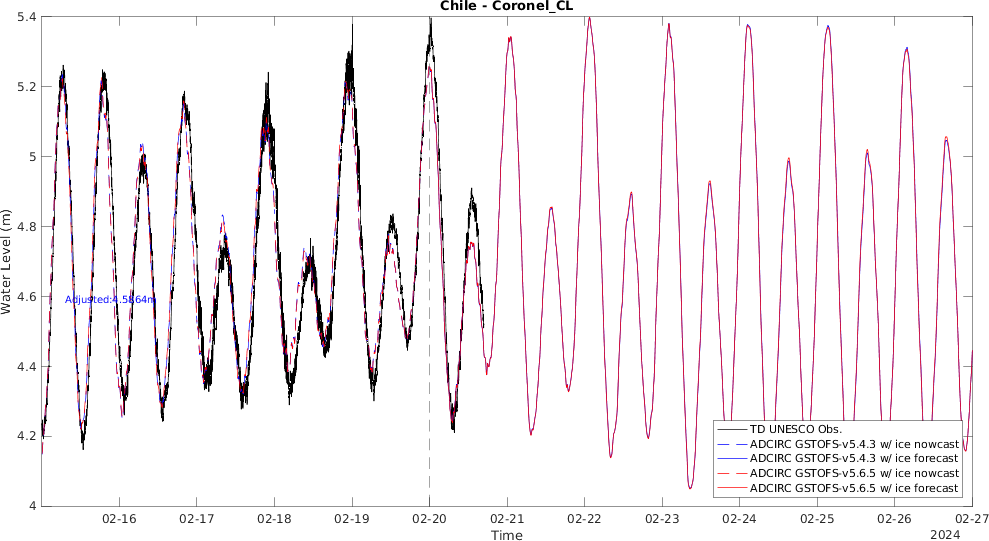 Chile - Coronel_CL
5.4
5.2
5
4.8
4.6
4.4
4.2
4
Water Level (m)
Adjusted:4.5864m
TD UNESCO Obs.
ADCIRC GSTOFS-v5.4.3 w/ ice nowcast
ADCIRC GSTOFS-v5.4.3 w/ ice forecast
ADCIRC GSTOFS-v5.6.5 w/ ice nowcast
ADCIRC GSTOFS-v5.6.5 w/ ice forecast
02-16 02-17 02-18 02-19 02-20 02-21 02-22 02-23 02-24 02-25 02-26 02-27
Time
2024